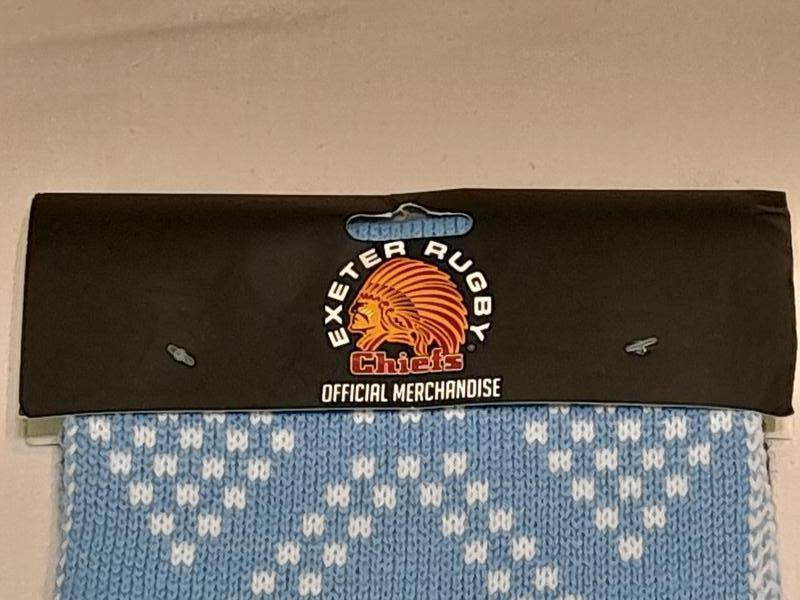 EXETER RUGBY
Chiefs
OFFICIAL MERCHANDISE